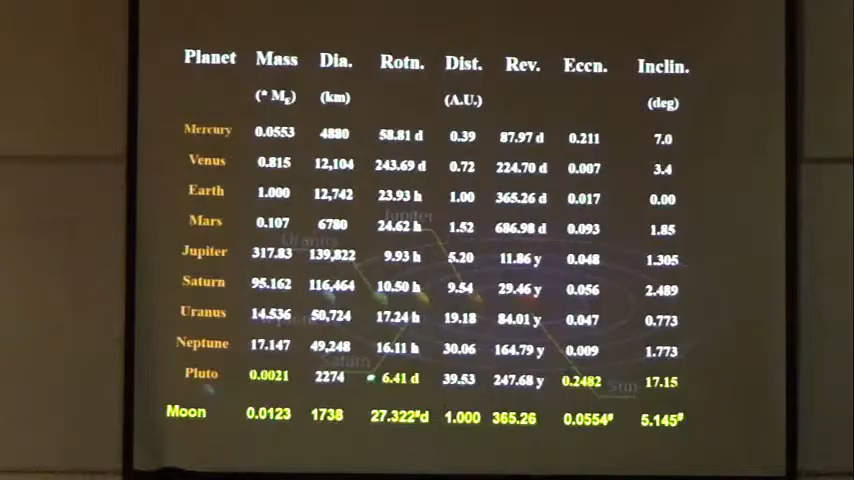 Planet Mass Dia. Rotn. Dist. Rev. Eccn. Inclin.
(* M_E) (km) (A.U.) (deg)
Mercury 0.0553 4880 58.81 d 0.39 87.97 d 0.211 7.0
Venus 0.815 12,104 243.69 d 0.72 224.70 d 0.007 3.4
Earth 1.000 12,742 23.93 h 1.00 365.26 d 0.017 0.00
Mars 0.107 6780 24.62 h 1.52 686.98 d 0.093 1.85
Jupiter
Uranus
Jupiter 317.83 139,822 9.93 h 5.20 11.86 y 0.048 1.305
Saturn 95.162 116,464 10.50 h 9.54 29.46 y 0.056 2.489
Uranus 14.536 50,724 17.24 h 19.18 84.01 y 0.047 0.773
Neptune 17.147 49,248 16.11 h 30.06 164.79 y 0.009 1.773
Saturn
Pluto 0.0021 2274 6.41 d 39.53 247.68 y 0.2482 17.15
Sun
Moon 0.0123 1738 27.322#d 1.000 365.26 0.0554# 5.145#